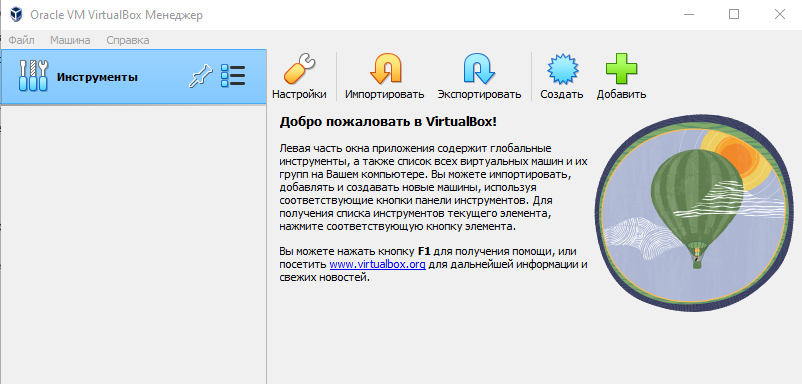 Oracle VM VirtualBox Менеджер
Файл Машина Справка
Инструменты
Настройки Импортировать Экспортировать Создать Добавить
Добро пожаловать в VirtualBox!
Левая часть окна приложения содержит глобальные
инструменты, а также список всех виртуальных машин и их
групп на Вашем компьютере. Вы можете импортировать,
добавлять и создавать новые машины, используя
соответствующие кнопки панели инструментов. Для
получения списка инструментов текущего элемента,
нажмите соответствующую кнопку элемента.
Вы можете нажать кнопку F1 для получения помощи, или
посетить www.virtualbox.org для дальнейшей информации и
свежих новостей.